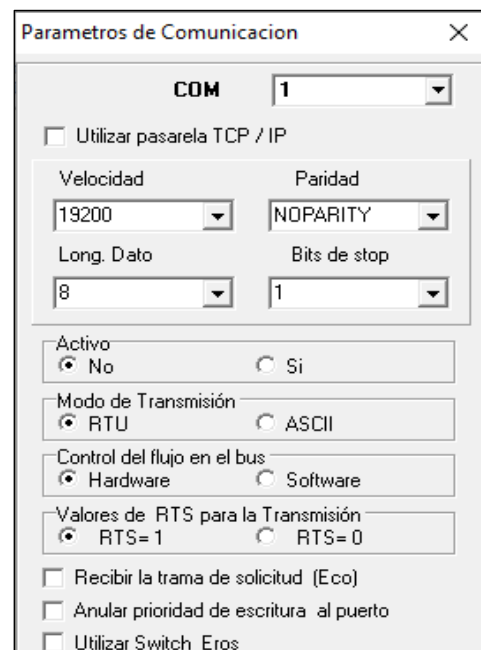 Parametros de Comunicacion
COM 1
Utilizar pasarela TCP / IP
Velocidad Paridad
19200 NOPARITY
Long. Dato Bits de stop
8 1
Activo
No Si
Modo de Transmisión
RTU ASCII
Control del flujo en el bus
Hardware Software
Valores de RTS para la Transmisión
RTS= 1 RTS= 0
Recibir la trama de solicitud (Eco)
Anular prioridad de escritura al puerto
Utilizar Switch Eros